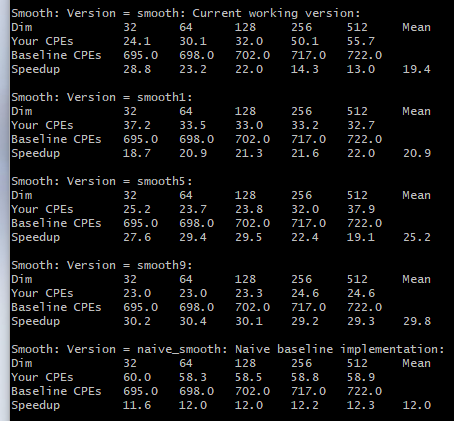 Smooth: Version = smooth: Current working version:
Dim 32 64 128 256 512 Mean
Your CPEs 24.1 30.1 32.0 50.1 55.7
Baseline CPEs 695.0 698.0 702.0 717.0 722.0
Speedup 28.8 23.2 22.0 14.3 13.0 19.4
Smooth: Version = smooth1:
Dim 32 64 128 256 512 Mean
Your CPEs 37.2 33.5 33.0 33.2 32.7
Baseline CPEs 695.0 698.0 702.0 717.0 722.0
Speedup 18.7 20.9 21.3 21.6 22.0 20.9
Smooth: Version = smooth5:
Dim 32 64 128 256 512 Mean
Your CPEs 25.2 23.7 23.8 32.0 37.9
Baseline CPEs 695.0 698.0 702.0 717.0 722.0
Speedup 27.6 29.4 29.5 22.4 19.1 25.2
Smooth: Version = smooth9:
Dim 32 64 128 256 512 Mean
Your CPEs 23.0 23.0 23.3 24.6 24.6
Baseline CPEs 695.0 698.0 702.0 717.0 722.0
Speedup 30.2 30.4 30.1 29.2 29.3 29.8
Smooth: Version = naive_smooth: Naive baseline implementation:
Dim 32 64 128 256 512 Mean
Your CPEs 60.0 58.3 58.5 58.8 58.9
Baseline CPEs 695.0 698.0 702.0 717.0 722.0
Speedup 11.6 12.0 12.0 12.2 12.3 12.0